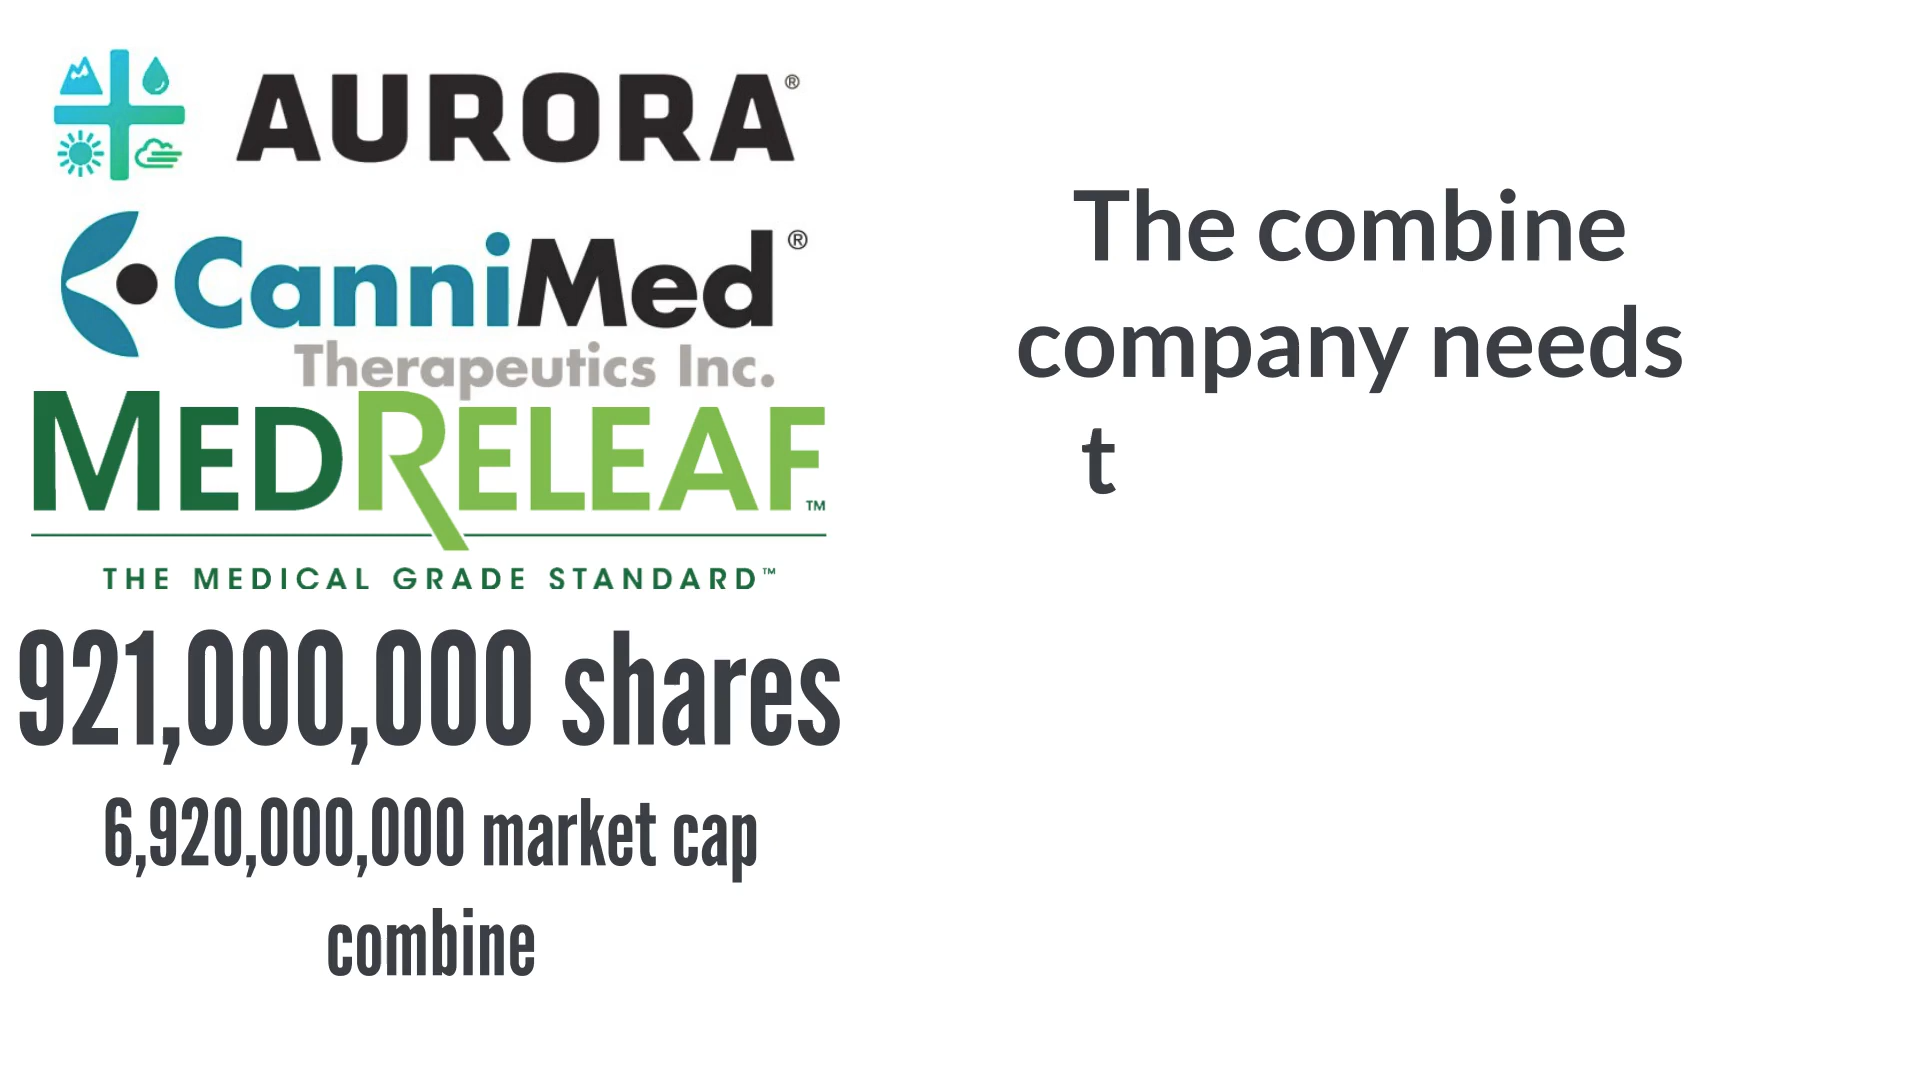 AURORA®
CanniMed®
Therapeutics Inc.
MEDRELEAF™
THE MEDICAL GRADE STANDARD™
921,000,000 shares
6,920,000,000 market cap
combine
The combine
company needs
t